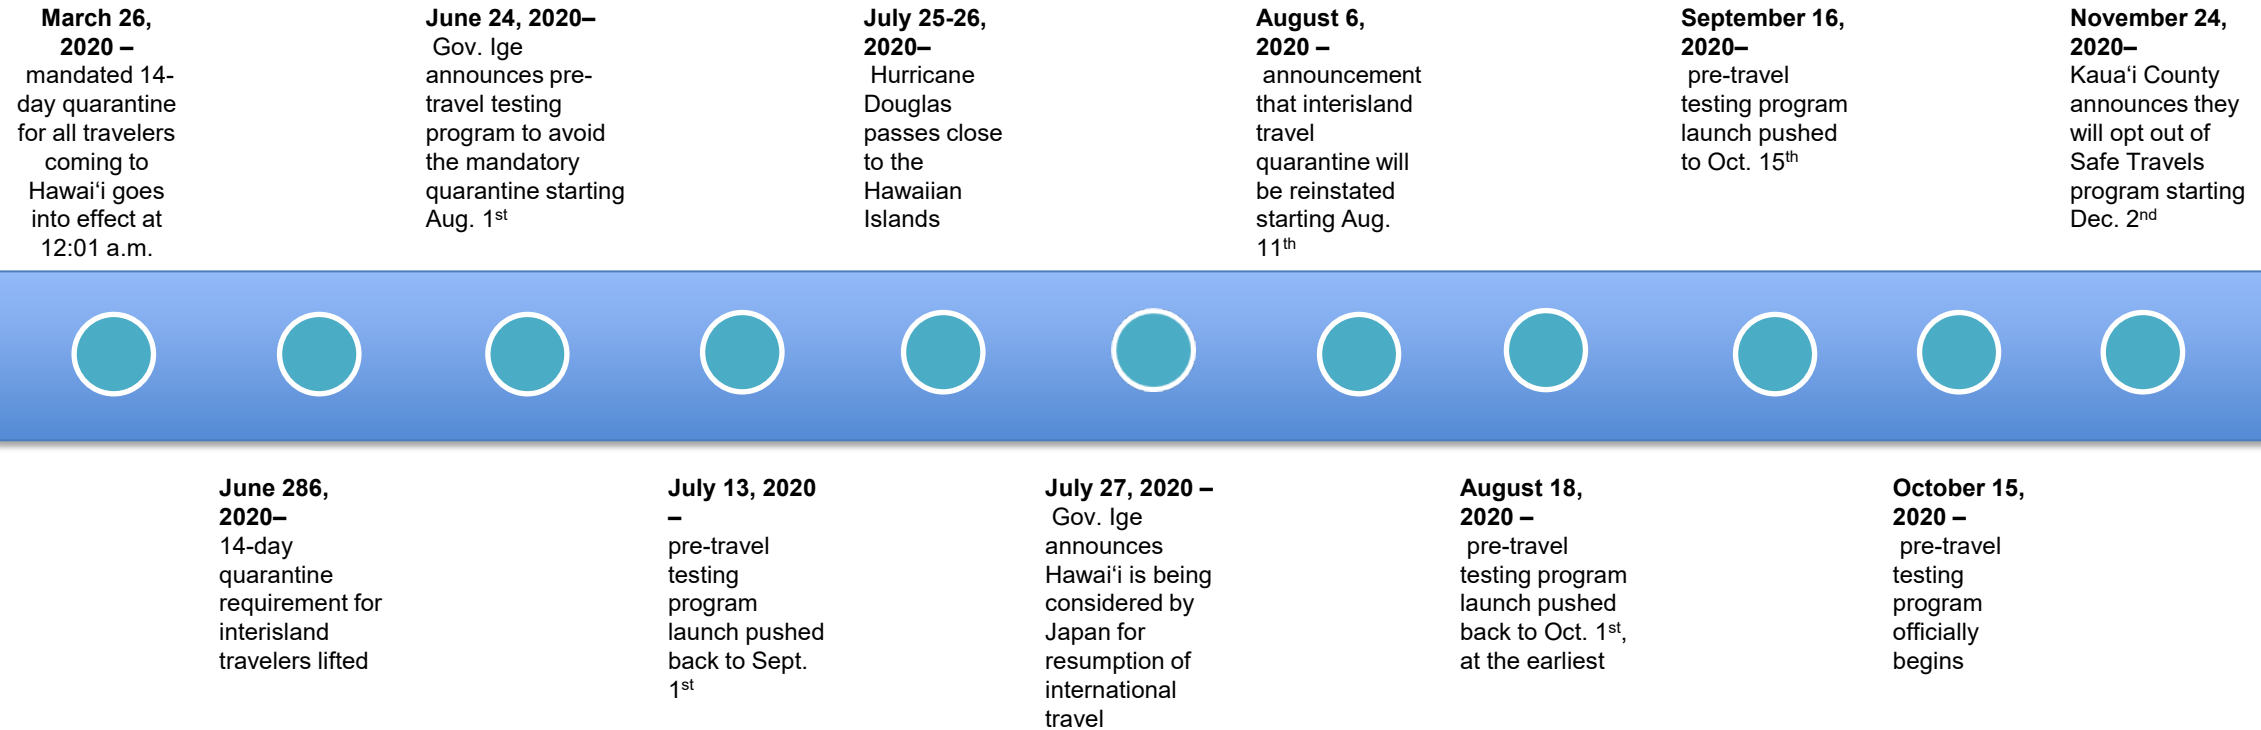 March 26,
2020 –
mandated 14-
day quarantine
for all travelers
coming to
Hawai‘i goes
into effect at
12:01 a.m.
June 286,
2020–
14-day
quarantine
requirement for
interisland
travelers lifted
June 24, 2020–
Gov. Ige
announces pre-
travel testing
program to avoid
the mandatory
quarantine starting
Aug. 1st
July 13, 2020
–
pre-travel
testing
program
launch pushed
back to Sept.
1st
July 25-26,
2020–
Hurricane
Douglas
passes close
to the
Hawaiian
Islands
July 27, 2020 –
Gov. Ige
announces
Hawai‘i is being
considered by
Japan for
resumption of
international
travel
August 6,
2020 –
announcement
that interisland
travel
quarantine will
be reinstated
starting Aug.
11th
August 18,
2020 –
pre-travel
testing program
launch pushed
back to Oct. 1st,
at the earliest
September 16,
2020–
pre-travel
testing program
launch pushed
to Oct. 15th
October 15,
2020 –
pre-travel
testing
program
officially
begins
November 24,
2020–
Kaua‘i County
announces they
will opt out of
Safe Travels
program starting
Dec. 2nd